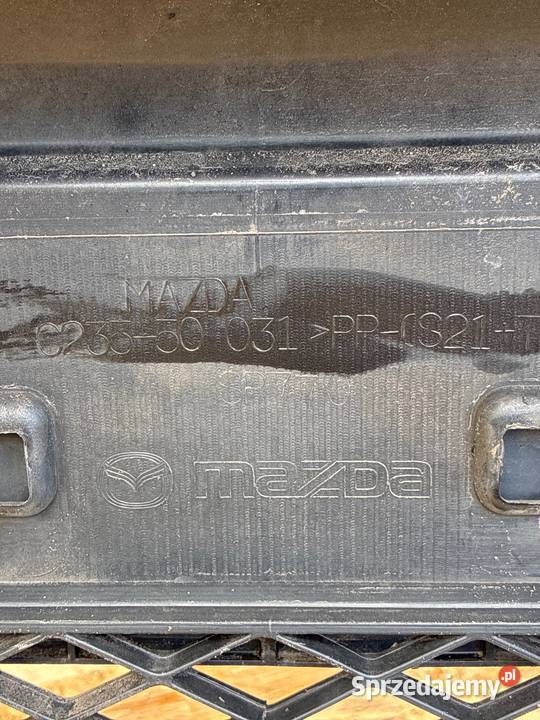 MAZDA
C235-50 031 >PP-(S21+T
mazda
Sprzedajemy.pl